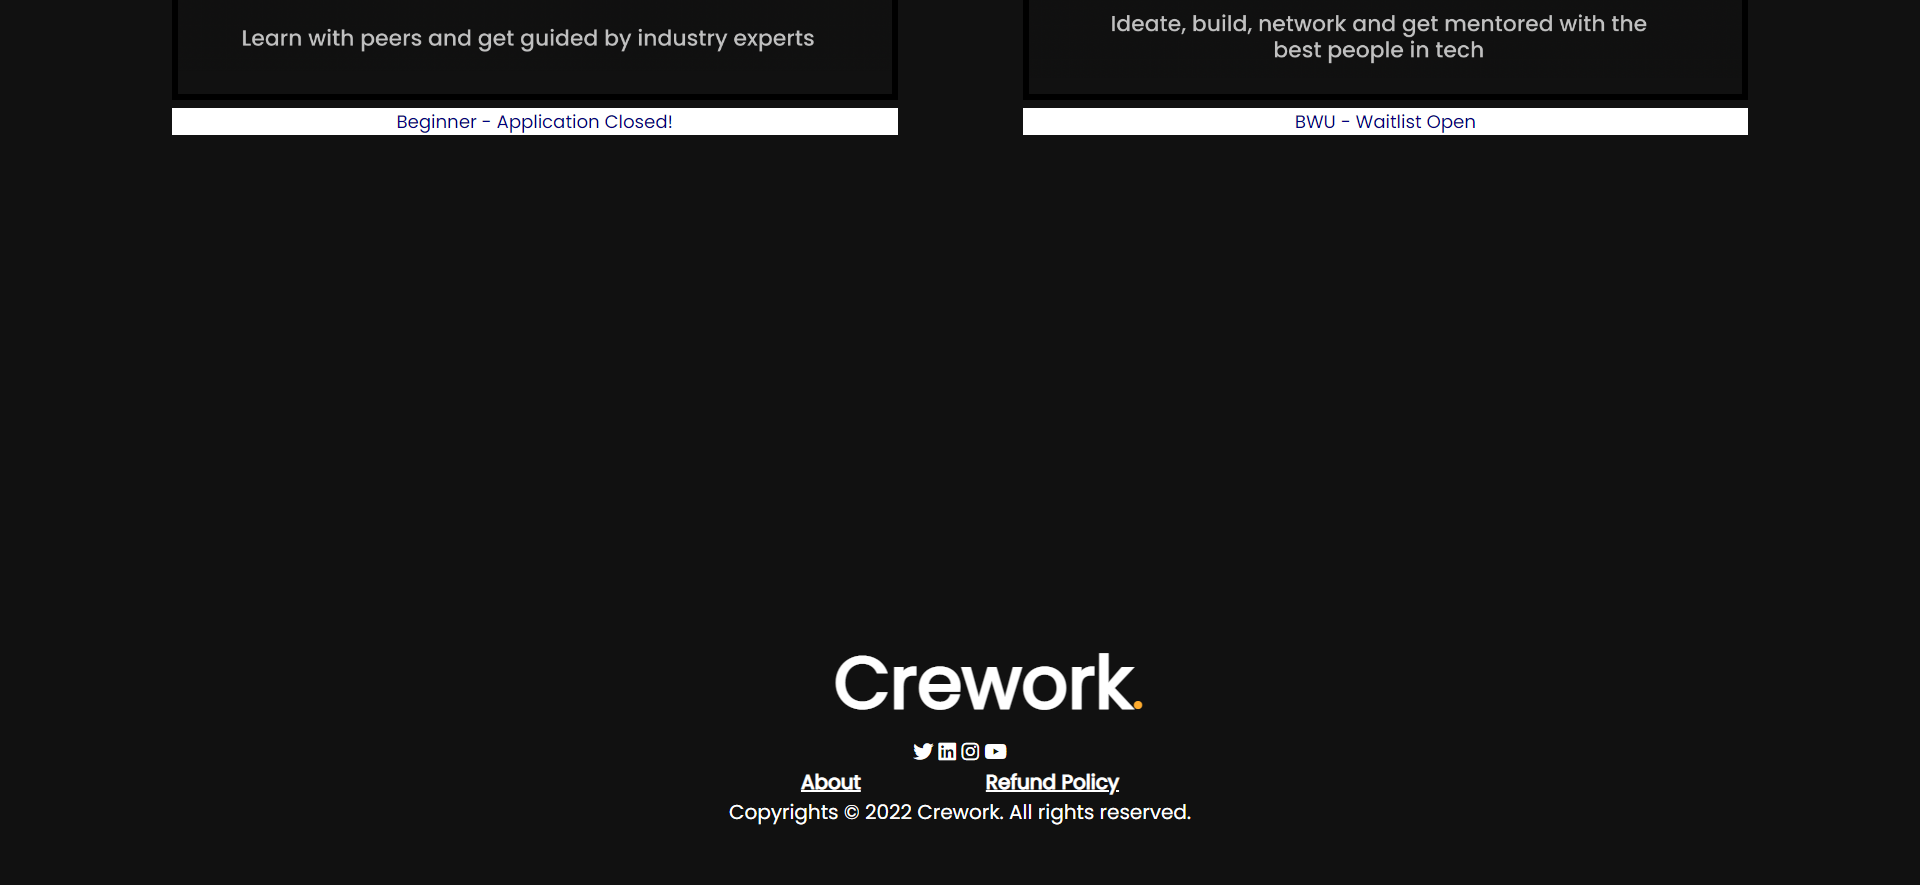 Learn with peers and get guided by industry experts
Beginner - Application Closed!
Ideate, build, network and get mentored with the
best people in tech
BWU - Waitlist Open
Crework.
About
Refund Policy
Copyrights © 2022 Crework. All rights reserved.